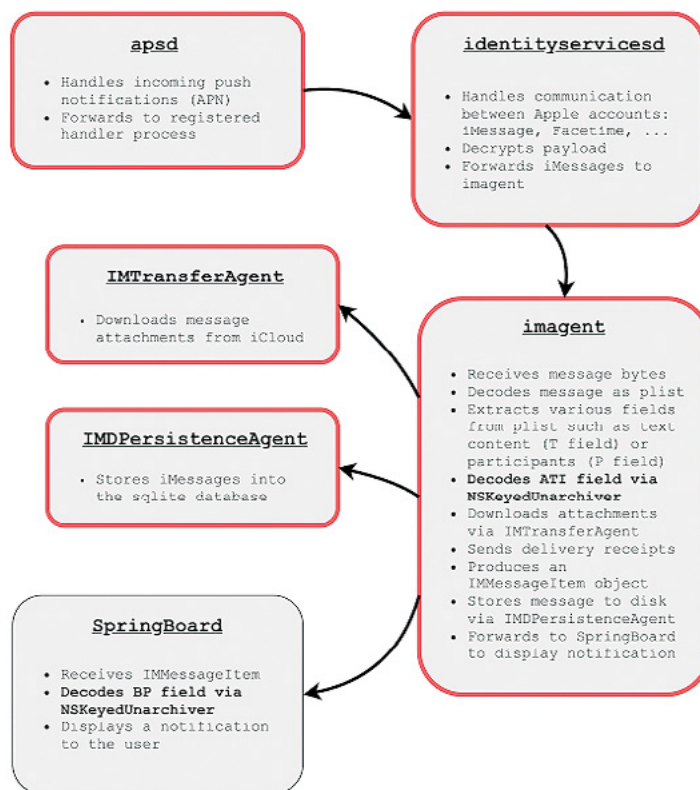 apsd
• Handles incoming push
notifications (APN)
• Forwards to registered
handler process
identityservicesd
• Handles communication
between Apple accounts:
iMessage, Facetime, ...
• Decrypts payload
• Forwards iMessages to
imagent
IMTransferAgent
• Downloads message
attachments from iCloud
IMDPersistenceAgent
• Stores iMessages into
the sqlite database
imagent
• Receives message bytes
• Decodes message as plist
• Extracts various fields
from plist such as text
content (T field) or
participants (P field)
• Decodes ATI field via
NSKeyedUnarchiver
• Downloads attachments
via IMTransferAgent
• Sends delivery receipts
• Produces an
IMMessageItem object
• Stores message to disk
via IMDPersistenceAgent
• Forwards to SpringBoard
to display notification
SpringBoard
• Receives IMMessageItem
• Decodes BP field via
NSKeyedUnarchiver
• Displays a notification
to the user